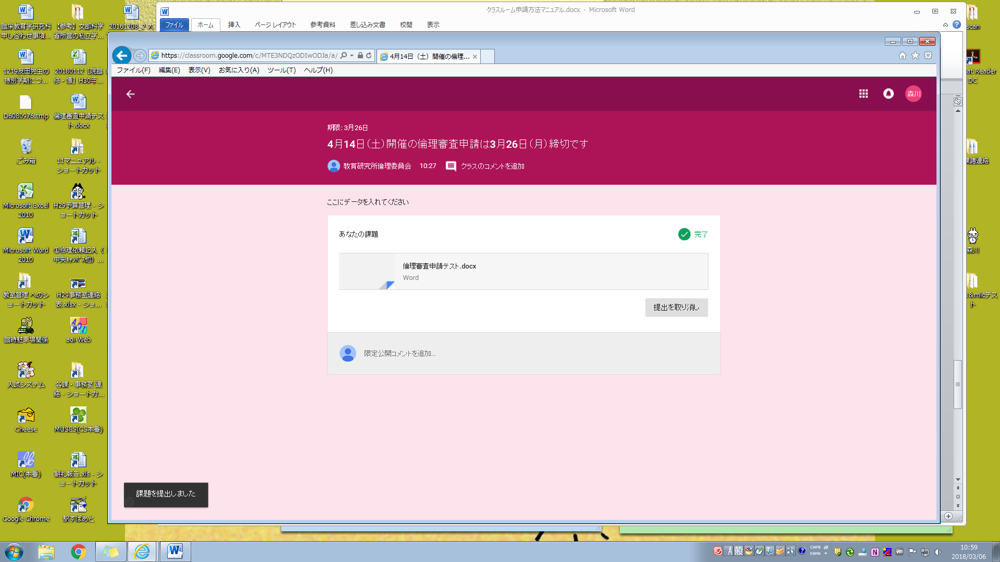 クラスルーム申請方法マニュアル.docx - Microsoft Word
ファイル ホーム 挿入 ページ レイアウト 参考資料 差し込み文書 校閲 表示
https://classroom.google.com/c/MTE3NDQzODIwODJa/a/
4月14日（土）開催の倫理...
ファイル(F) 編集(E) 表示(V) お気に入り(A) ツール(T) ヘルプ(H)
森川
期限: 3月26日
4月14日（土）開催の倫理審査申請は3月26日（月）締切です
教育研究所倫理委員会 10:27 クラスのコメントを追加
ここにデータを入れてください
あなたの課題
完了
倫理審査申請テスト.docx
Word
提出を取り消し
限定公開コメントを追加...
課題を提出しました
臨床教育学研究科
申し合わせ事項...
【参考】文部科学
省所管の私立学...
20161208_2 大
1219友田先生の
特別学期につ...
20180112［院臨
修・博］H30年...
D6080976.tmp
倫理審査申請テス
ト.docx
ごみ箱
11マニュアル -
ショートカット
Microsoft Excel
2010
H29予算管理 - シ
ョートカット
Microsoft Word
2010
①修理依頼記入（
中央ｷｬﾝﾊﾟｽ他）...
教室管理 へのシ
ョートカット
H29事務室連絡
表.xlsx - ショ...
臨時駐車場関係
aoi-Web
入試システム
各課・事務室 連
絡 - ショートカ...
Cheese
MUSES(CS本番)
MIC(本番)
朝礼報告.xls - シ
ョートカット
Google Chrome
駅すぱあと
scan
at Reader
DC
課諸連絡
森川
s&micテス
ト
A 般
CAPS
KANA
10:59
2018/03/06